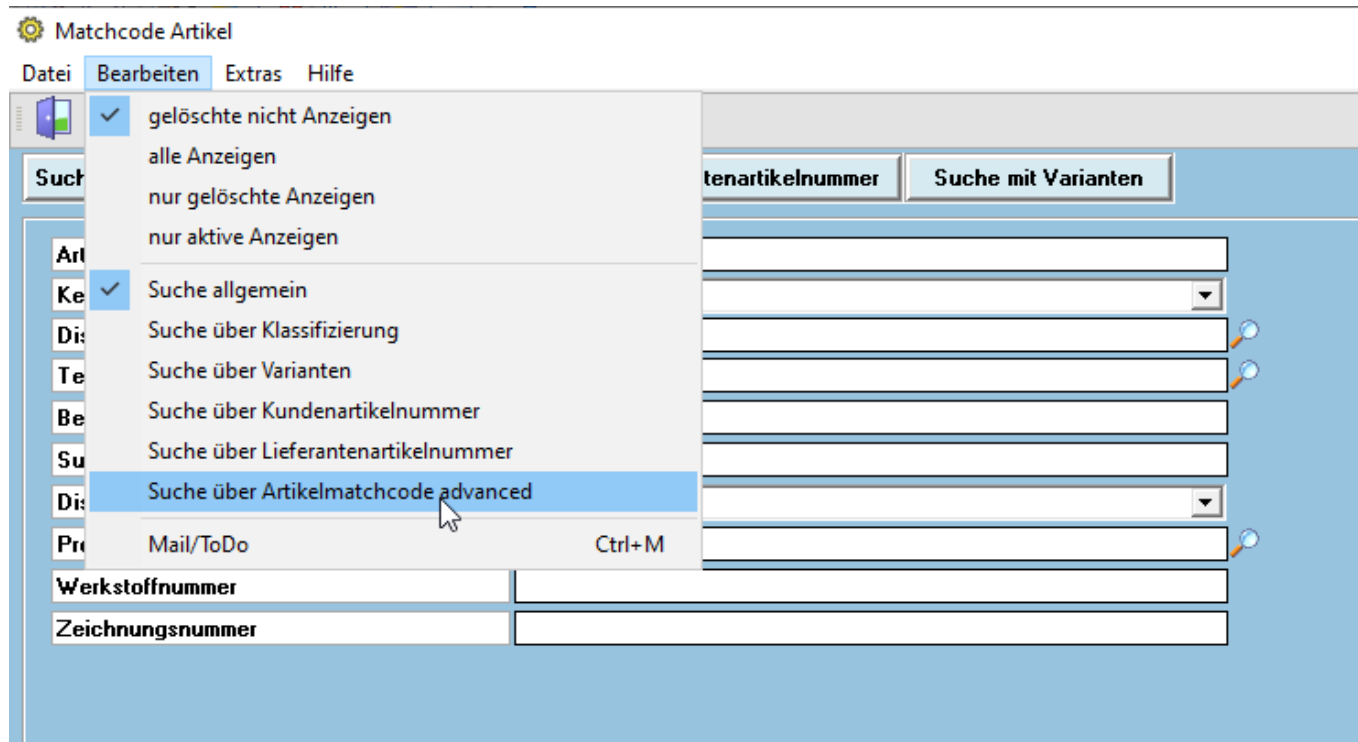 Matchcode Artikel
Datei Bearbeiten Extras Hilfe
gelöschte nicht Anzeigen
alle Anzeigen
nur gelöschte Anzeigen
nur aktive Anzeigen
Suche allgemein
Suche über Klassifizierung
Suche über Varianten
Suche über Kundenartikelnummer
Suche über Lieferantenartikelnummer
Suche über Artikelmatchcode advanced
Mail/ToDo Ctrl+M
tenartikelnummer Suche mit Varianten
Werkstoffnummer
Zeichnungsnummer